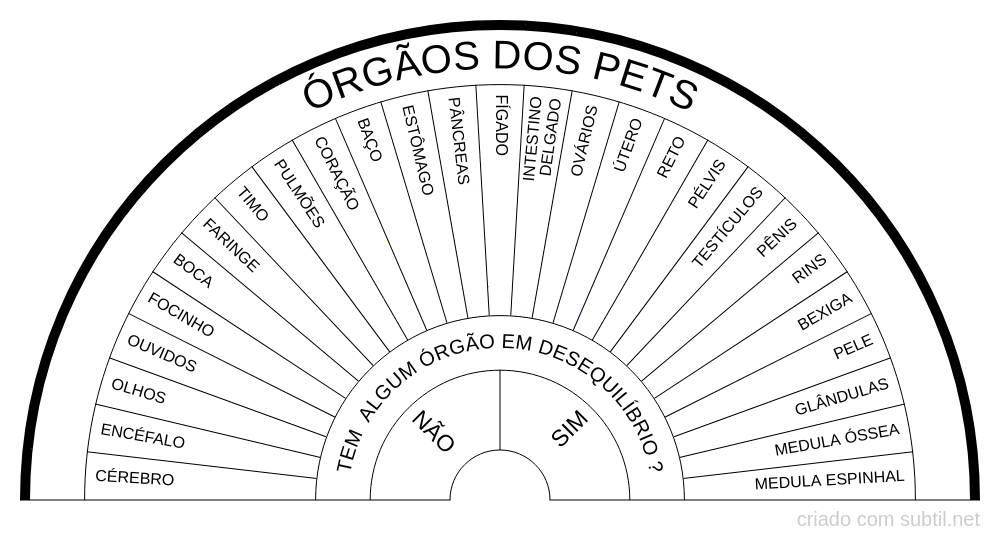 ÓRGÃOS DOS PETS
CÉREBRO
ENCÉFALO
OLHOS
OUVIDOS
FOCINHO
BOCA
FARINGE
TIMO
PULMÕES
CORAÇÃO
BAÇO
ESTÔMAGO
PÂNCREAS
FÍGADO
INTESTINO
DELGADO
OVÁRIOS
ÚTERO
RETO
PÉLVIS
TESTÍCULOS
PÊNIS
RINS
BEXIGA
PELE
GLÂNDULAS
MEDULA ÓSSEA
MEDULA ESPINHAL
TEM ALGUM ÓRGÃO EM DESEQUILÍBRIO ?
NÃO
SIM
criado com subtil.net